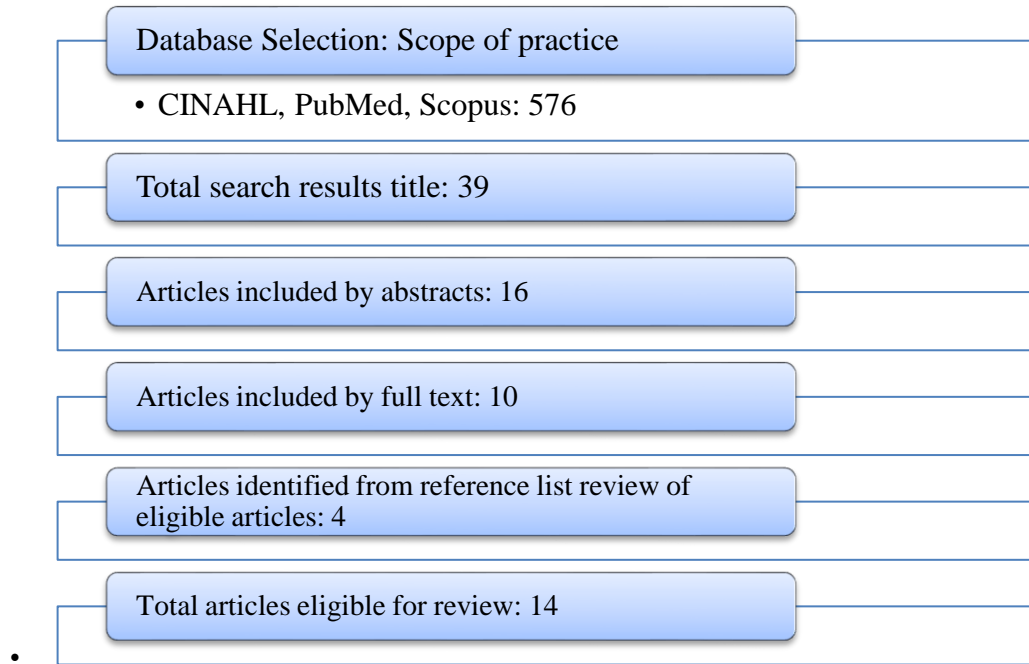 Database Selection: Scope of practice
• CINAHL, PubMed, Scopus: 576
Total search results title: 39
Articles included by abstracts: 16
Articles included by full text: 10
Articles identified from reference list review of
eligible articles: 4
Total articles eligible for review: 14
•